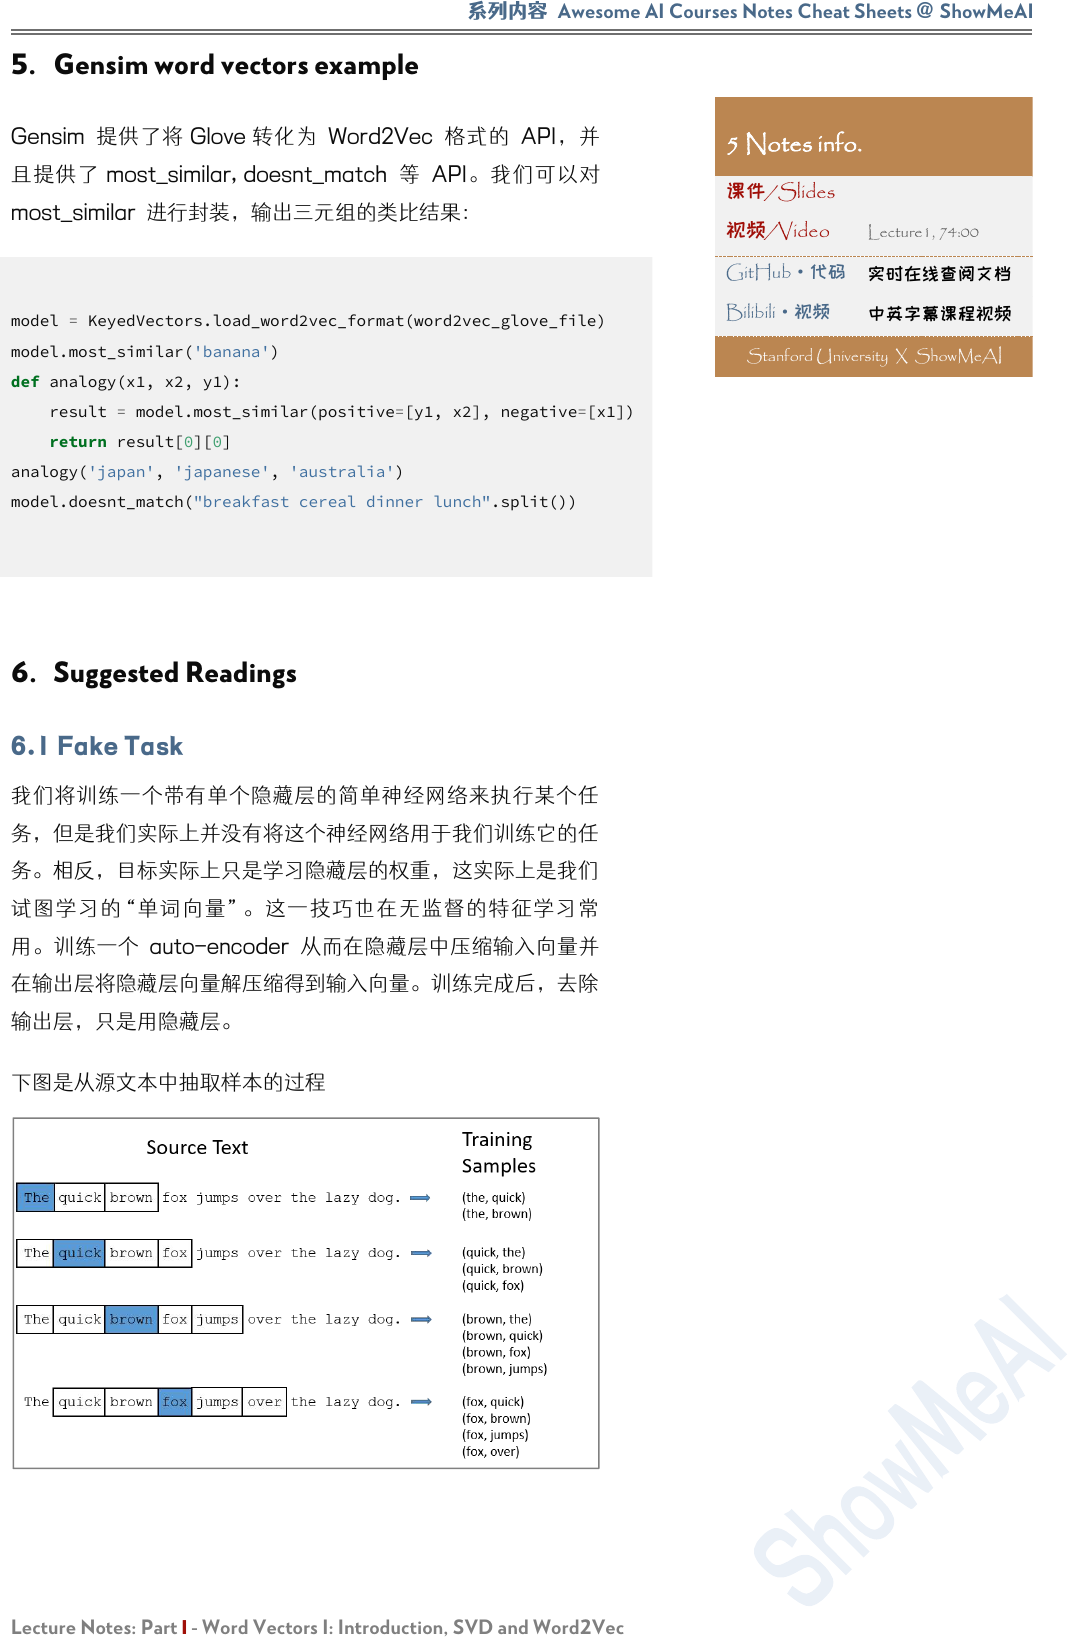 系列内容 Awesome AI Courses Notes Cheat Sheets @ ShowMeAI
5. Gensim word vectors example
Gensim 提供了将 Glove 转化为 Word2Vec 格式的 API，并
且提供了 most_similar, doesnt_match 等 API。我们可以对
most_similar 进行封装，输出三元组的类比结果：
model = KeyedVectors.load_word2vec_format(word2vec_glove_file)
model.most_similar('banana')
def analogy(x1, x2, y1):
    result = model.most_similar(positive=[y1, x2], negative=[x1])
    return result[0][0]
analogy('japan', 'japanese', 'australia')
model.doesnt_match("breakfast cereal dinner lunch".split())
5 Notes info.
课件/Slides
视频/Video Lecture1, 74:00
GitHub·代码 实时在线查阅文档
Bilibili·视频 中英字幕课程视频
Stanford University X ShowMeAI
6. Suggested Readings
6.1 Fake Task
我们将训练一个带有单个隐藏层的简单神经网络来执行某个任
务，但是我们实际上并没有将这个神经网络用于我们训练它的任
务。相反，目标实际上只是学习隐藏层的权重，这实际上是我们
试图学习的“单词向量”。这一技巧也在无监督的特征学习常
用。训练一个 auto-encoder 从而在隐藏层中压缩输入向量并
在输出层将隐藏层向量解压缩得到输入向量。训练完成后，去除
输出层，只是用隐藏层。
下图是从源文本中抽取样本的过程
Source Text
Training
Samples
The quick brown fox jumps over the lazy dog.
(the, quick)
(the, brown)
The quick brown fox jumps over the lazy dog.
(quick, the)
(quick, brown)
(quick, fox)
The quick brown fox jumps over the lazy dog.
(brown, the)
(brown, quick)
(brown, fox)
(brown, jumps)
The quick brown fox jumps over the lazy dog.
(fox, quick)
(fox, brown)
(fox, jumps)
(fox, over)
ShowMeAI
Lecture Notes: Part I - Word Vectors I: Introduction, SVD and Word2Vec